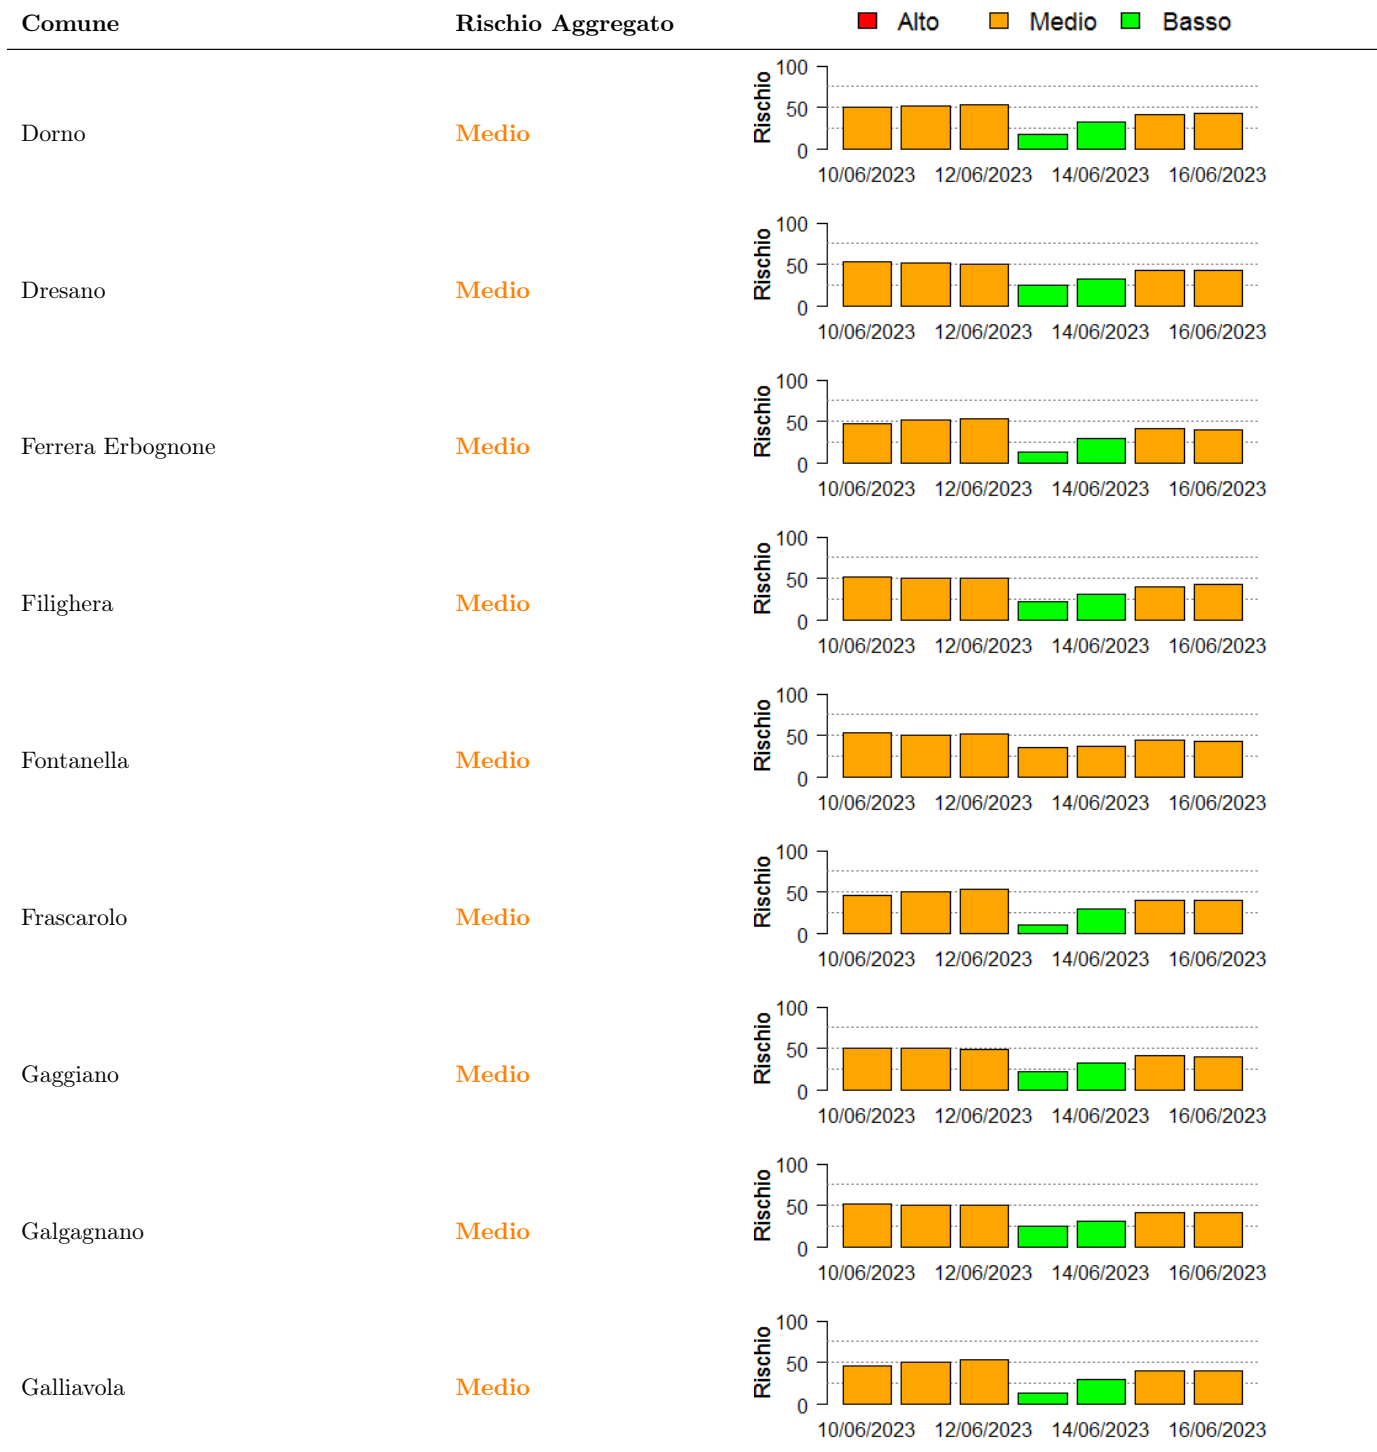 Comune Rischio Aggregato Alto Medio Basso
100
50
0
Rischio
Dorno Medio
10/06/2023 12/06/2023 14/06/2023 16/06/2023
100
50
0
Rischio
Dresano Medio
10/06/2023 12/06/2023 14/06/2023 16/06/2023
100
50
0
Rischio
Ferrera Erbognone Medio
10/06/2023 12/06/2023 14/06/2023 16/06/2023
100
50
0
Rischio
Filighera Medio
10/06/2023 12/06/2023 14/06/2023 16/06/2023
100
50
0
Rischio
Fontanella Medio
10/06/2023 12/06/2023 14/06/2023 16/06/2023
100
50
0
Rischio
Frascarolo Medio
10/06/2023 12/06/2023 14/06/2023 16/06/2023
100
50
0
Rischio
Gaggiano Medio
10/06/2023 12/06/2023 14/06/2023 16/06/2023
100
50
0
Rischio
Galgagnano Medio
10/06/2023 12/06/2023 14/06/2023 16/06/2023
100
50
0
Rischio
Galliavola Medio
10/06/2023 12/06/2023 14/06/2023 16/06/2023